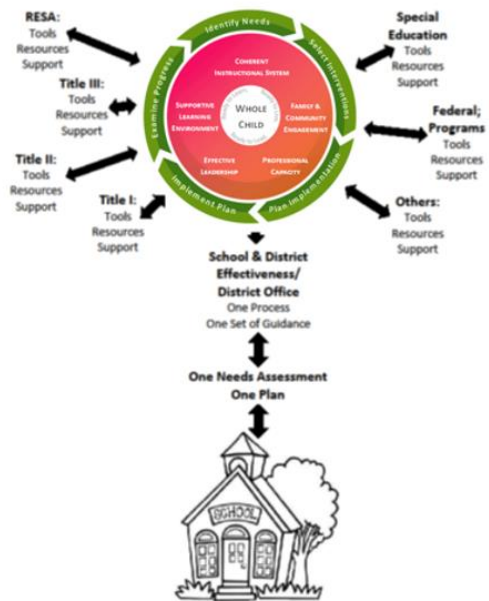 RESA:
Tools
Resources
Support
Title III:
Tools
Resources
Support
Title II:
Tools
Resources
Support
Title I:
Tools
Resources
Support
Identify Needs
Select Interventions
Plan Implementation
Implement Plan
Examine Progress
COHERENT
INSTRUCTIONAL SYSTEM
SUPPORTIVE
LEARNING
ENVIRONMENT
WHOLE
CHILD
FAMILY &
COMMUNITY
ENGAGEMENT
EFFECTIVE
LEADERSHIP
PROFESSIONAL
CAPACITY
Special
Education
Tools
Resources
Support
Federal;
Programs
Tools
Resources
Support
Others:
Tools
Resources
Support
School & District
Effectiveness/
District Office
One Process
One Set of Guidance
One Needs Assessment
One Plan
SCHOOL